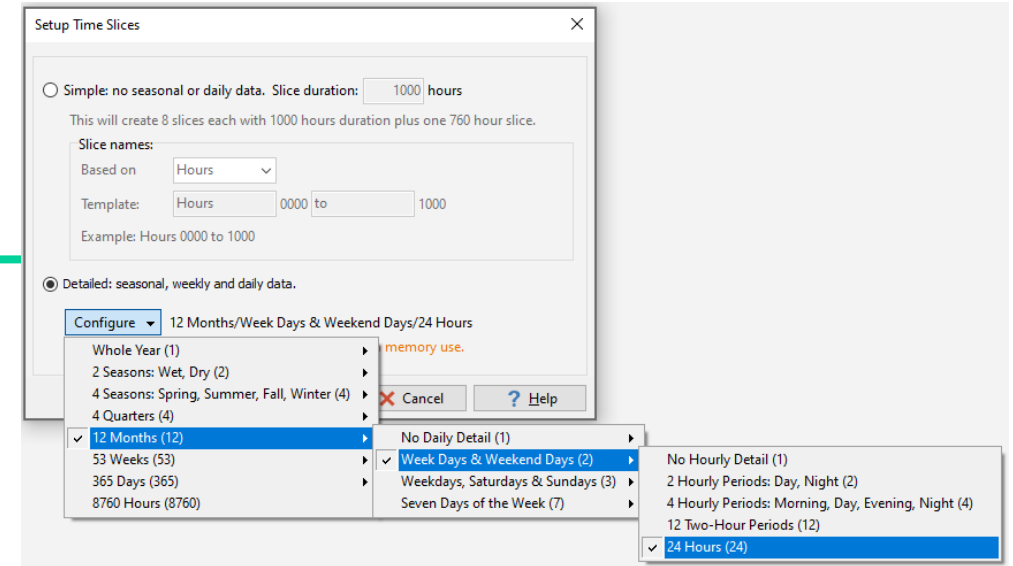 Setup Time Slices
Simple: no seasonal or daily data. Slice duration: 1000 hours
This will create 8 slices each with 1000 hours duration plus one 760 hour slice.
Slice names:
Based on Hours
Template: Hours 0000 to 1000
Example: Hours 0000 to 1000
Detailed: seasonal, weekly and daily data.
Configure 12 Months/Week Days & Weekend Days/24 Hours
memory use.
Whole Year (1)
2 Seasons: Wet, Dry (2)
4 Seasons: Spring, Summer, Fall, Winter (4)
4 Quarters (4)
12 Months (12)
53 Weeks (53)
365 Days (365)
8760 Hours (8760)
Cancel
? Help
No Daily Detail (1)
Week Days & Weekend Days (2)
Weekdays, Saturdays & Sundays (3)
Seven Days of the Week (7)
No Hourly Detail (1)
2 Hourly Periods: Day, Night (2)
4 Hourly Periods: Morning, Day, Evening, Night (4)
12 Two-Hour Periods (12)
24 Hours (24)